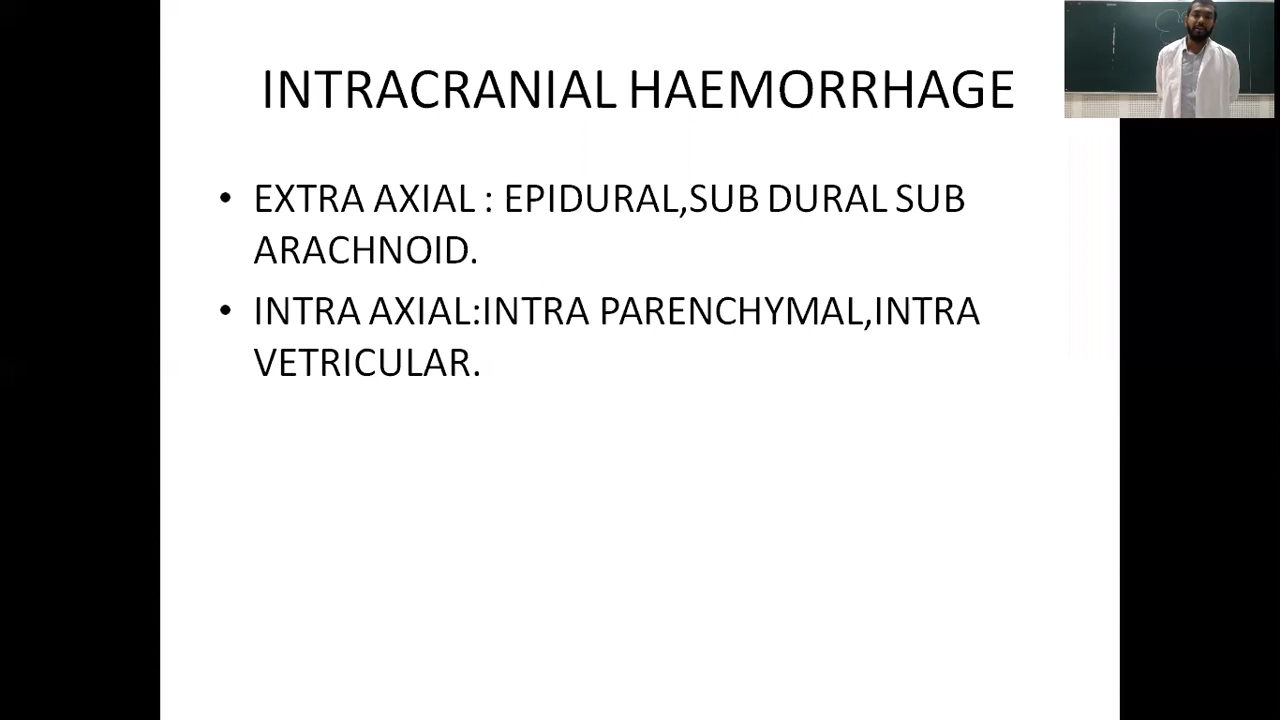 INTRACRANIAL HAEMORRHAGE
• EXTRA AXIAL : EPIDURAL,SUB DURAL SUB
ARACHNOID.
• INTRA AXIAL:INTRA PARENCHYMAL,INTRA
VETRICULAR.